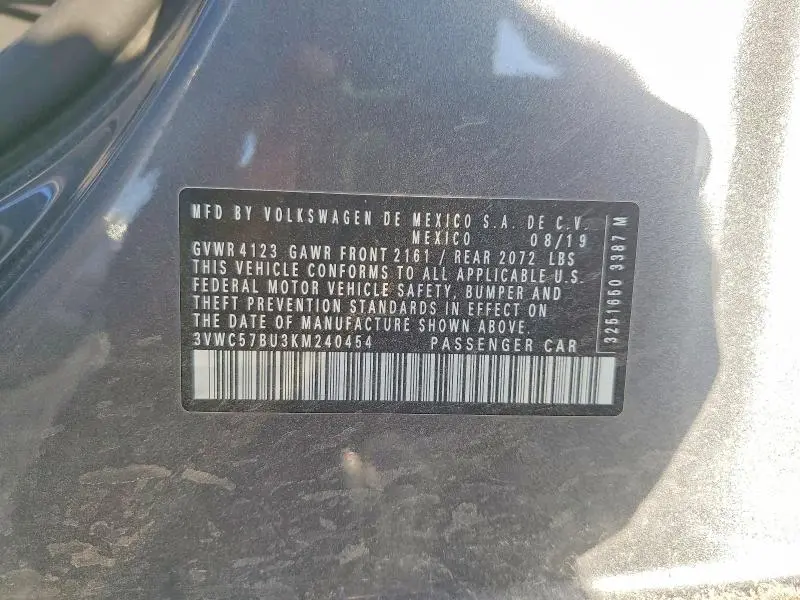 MFD BY VOLKSWAGEN DE MEXICO S.A. DE C.V.
MEXICO 08/19
GVWR 4123 GAWR FRONT 2161 / REAR 2072 LBS
THIS VEHICLE CONFORMS TO ALL APPLICABLE U.S.
FEDERAL MOTOR VEHICLE SAFETY, BUMPER AND
THEFT PREVENTION STANDARDS IN EFFECT ON
THE DATE OF MANUFACTURE SHOWN ABOVE.
3VWC57BU3KM240454 PASSENGER CAR
3251650 3387 M